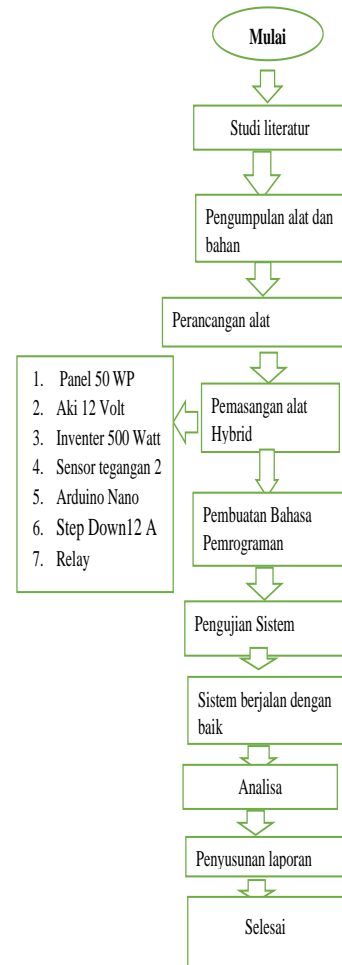 Mulai
Studi literatur
Pengumpulan alat dan
bahan
Perancangan alat
1. Panel 50 WP
2. Aki 12 Volt
3. Inventer 500 Watt
4. Sensor tegangan 2
5. Arduino Nano
6. Step Down12 A
7. Relay
Pemasangan alat
Hybrid
Pembuatan Bahasa
Pemrograman
Pengujian Sistem
Sistem berjalan dengan
baik
Analisa
Penyusunan laporan
Selesai